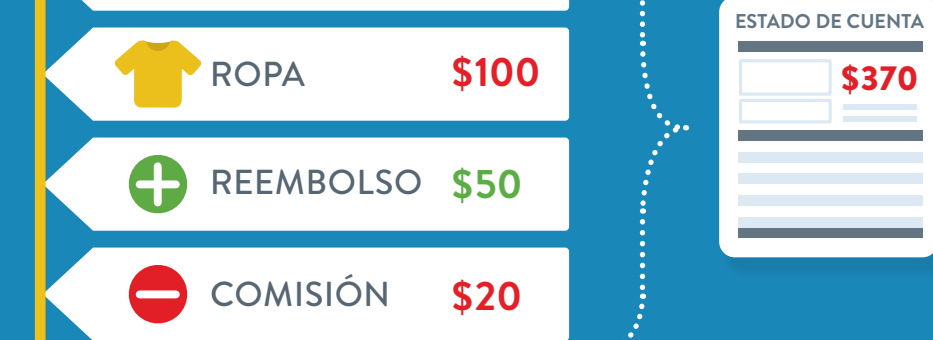 ESTADO DE CUENTA
$370
ROPA $100
REEMBOLSO $50
COMISIÓN $20